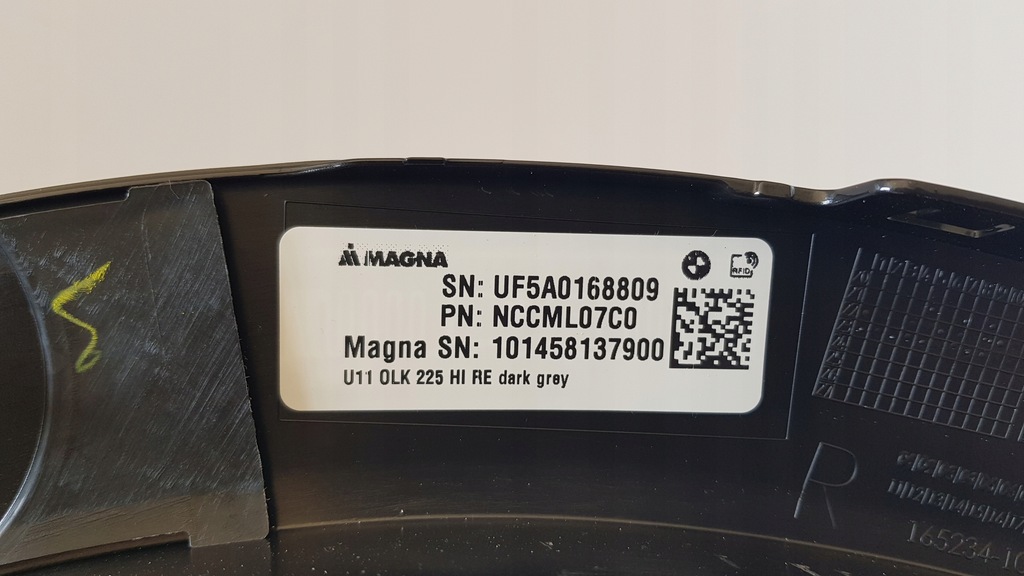 MAGNA
RFID
SN: UF5A0168809
PN: NCCML07C0
Magna SN: 101458137900
U11 OLK 225 HI RE dark grey
R